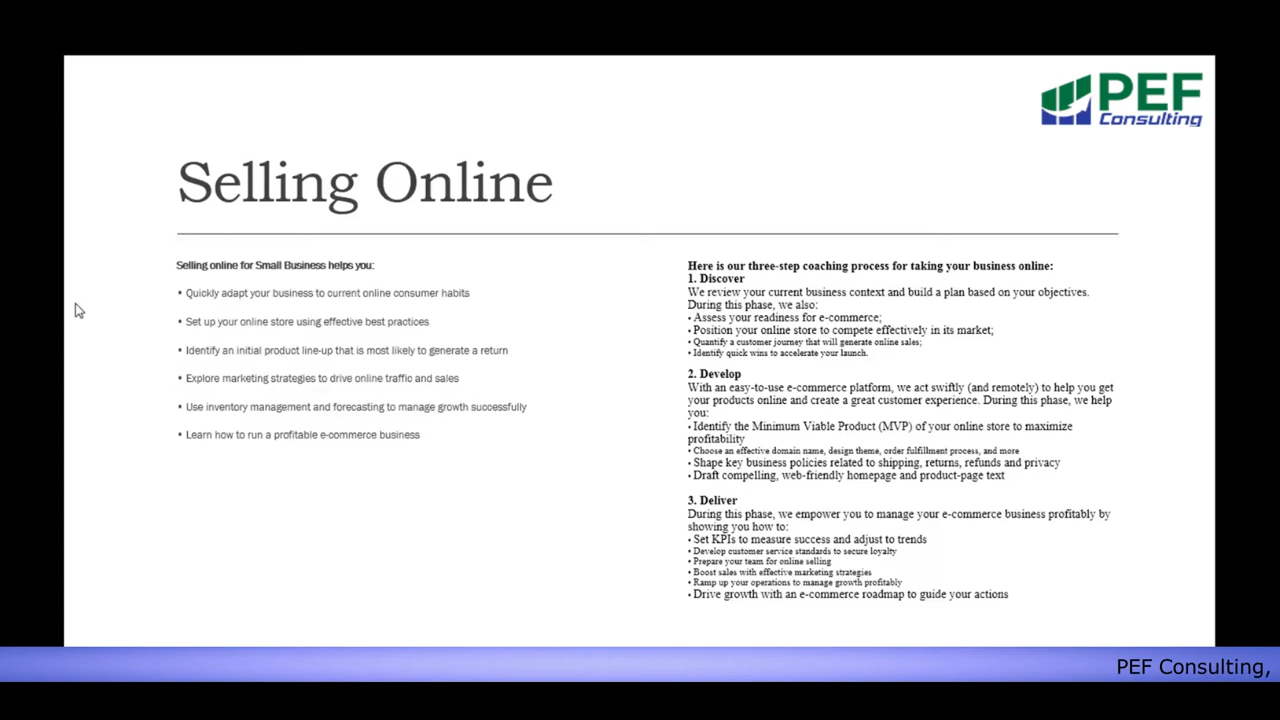 PEF
Consulting
Selling Online
Selling online for Small Business helps you:
▪ Quickly adapt your business to current online consumer habits
▪ Set up your online store using effective best practices
▪ Identify an initial product line-up that is most likely to generate a return
▪ Explore marketing strategies to drive online traffic and sales
▪ Use inventory management and forecasting to manage growth successfully
▪ Learn how to run a profitable e-commerce business
Here is our three-step coaching process for taking your business online:
1. Discover
We review your current business context and build a plan based on your objectives.
During this phase, we also:
• Assess your readiness for e-commerce;
• Position your online store to compete effectively in its market;
• Quantify a customer journey that will generate online sales;
• Identify quick wins to accelerate your launch.
2. Develop
With an easy-to-use e-commerce platform, we act swiftly (and remotely) to help you get
your products online and create a great customer experience. During this phase, we help
you:
• Identify the Minimum Viable Product (MVP) of your online store to maximize
profitability
• Choose an effective domain name, design theme, order fulfillment process, and more
• Shape key business policies related to shipping, returns, refunds and privacy
• Draft compelling, web-friendly homepage and product-page text
3. Deliver
During this phase, we empower you to manage your e-commerce business profitably by
showing you how to:
• Set KPIs to measure success and adjust to trends
• Develop customer service standards to secure loyalty
• Prepare your team for online selling
• Boost sales with effective marketing strategies
• Ramp up your operations to manage growth profitably
• Drive growth with an e-commerce roadmap to guide your actions
PEF Consulting,